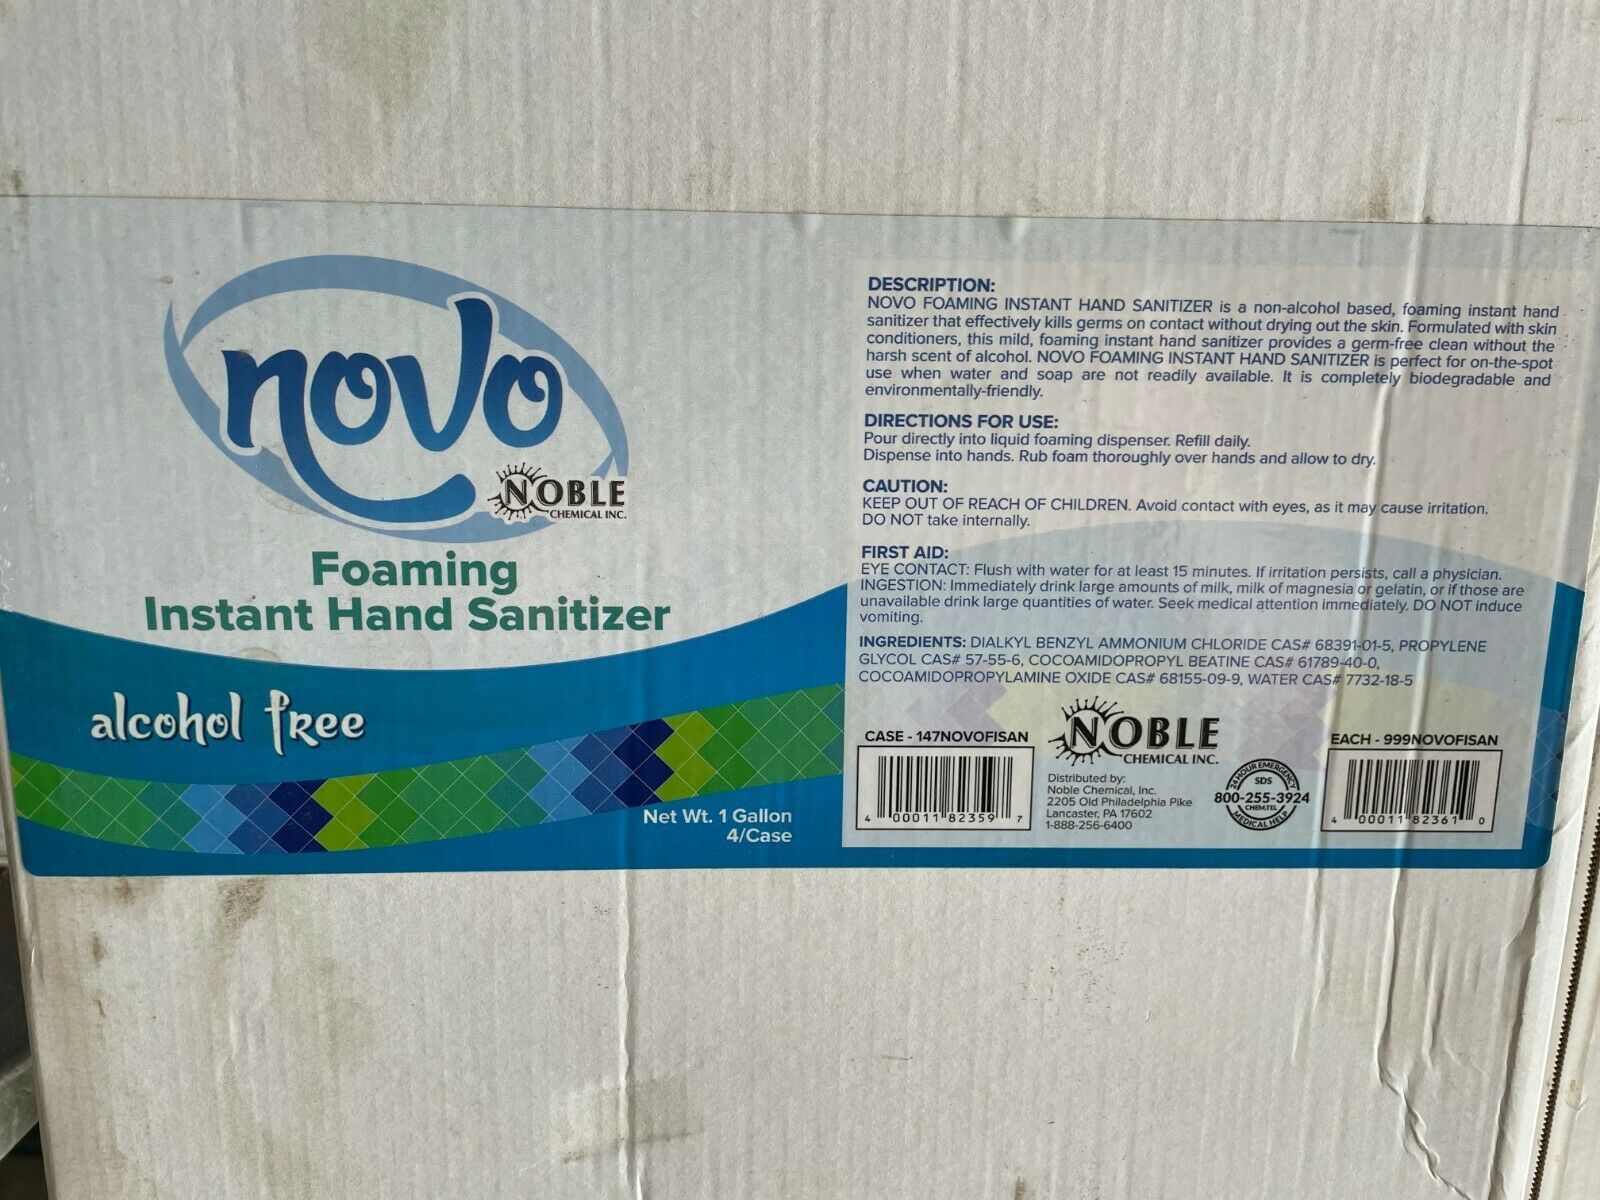 novo
NOBLE
CHEMICAL INC.
Foaming
Instant Hand Sanitizer
alcohol free
Net Wt. 1 Gallon
4/Case
DESCRIPTION:
NOVO FOAMING INSTANT HAND SANITIZER is a non-alcohol based, foaming instant hand
sanitizer that effectively kills germs on contact without drying out the skin. Formulated with skin
conditioners, this mild, foaming instant hand sanitizer provides a germ-free clean without the
harsh scent of alcohol. NOVO FOAMING INSTANT HAND SANITIZER is perfect for on-the-spot
use when water and soap are not readily available. It is completely biodegradable and
environmentally-friendly.
DIRECTIONS FOR USE:
Pour directly into liquid foaming dispenser. Refill daily.
Dispense into hands. Rub foam thoroughly over hands and allow to dry.
CAUTION:
KEEP OUT OF REACH OF CHILDREN. Avoid contact with eyes, as it may cause irritation.
DO NOT take internally.
FIRST AID:
EYE CONTACT: Flush with water for at least 15 minutes. If irritation persists, call a physician.
INGESTION: Immediately drink large amounts of milk, milk of magnesia or gelatin, or if those are
unavailable drink large quantities of water. Seek medical attention immediately. DO NOT induce
vomiting.
INGREDIENTS: DIALKYL BENZYL AMMONIUM CHLORIDE CAS# 68391-01-5, PROPYLENE
GLYCOL CAS# 57-55-6, COCOAMIDOPROPYL BEATINE CAS# 61789-40-0,
COCOAMIDOPROPYLAMINE OXIDE CAS# 68155-09-9, WATER CAS# 7732-18-5
CASE - 147NOVOFISAN
4 00011 82359 7
NOBLE
CHEMICAL INC.
Distributed by:
Noble Chemical, Inc.
2205 Old Philadelphia Pike
Lancaster, PA 17602
1-888-256-6400
24 HOUR EMERGENCY
SDS
800-255-3924
CHEM.TEL
MEDICAL HELP
EACH - 999NOVOFISAN
4 00011 82361 0